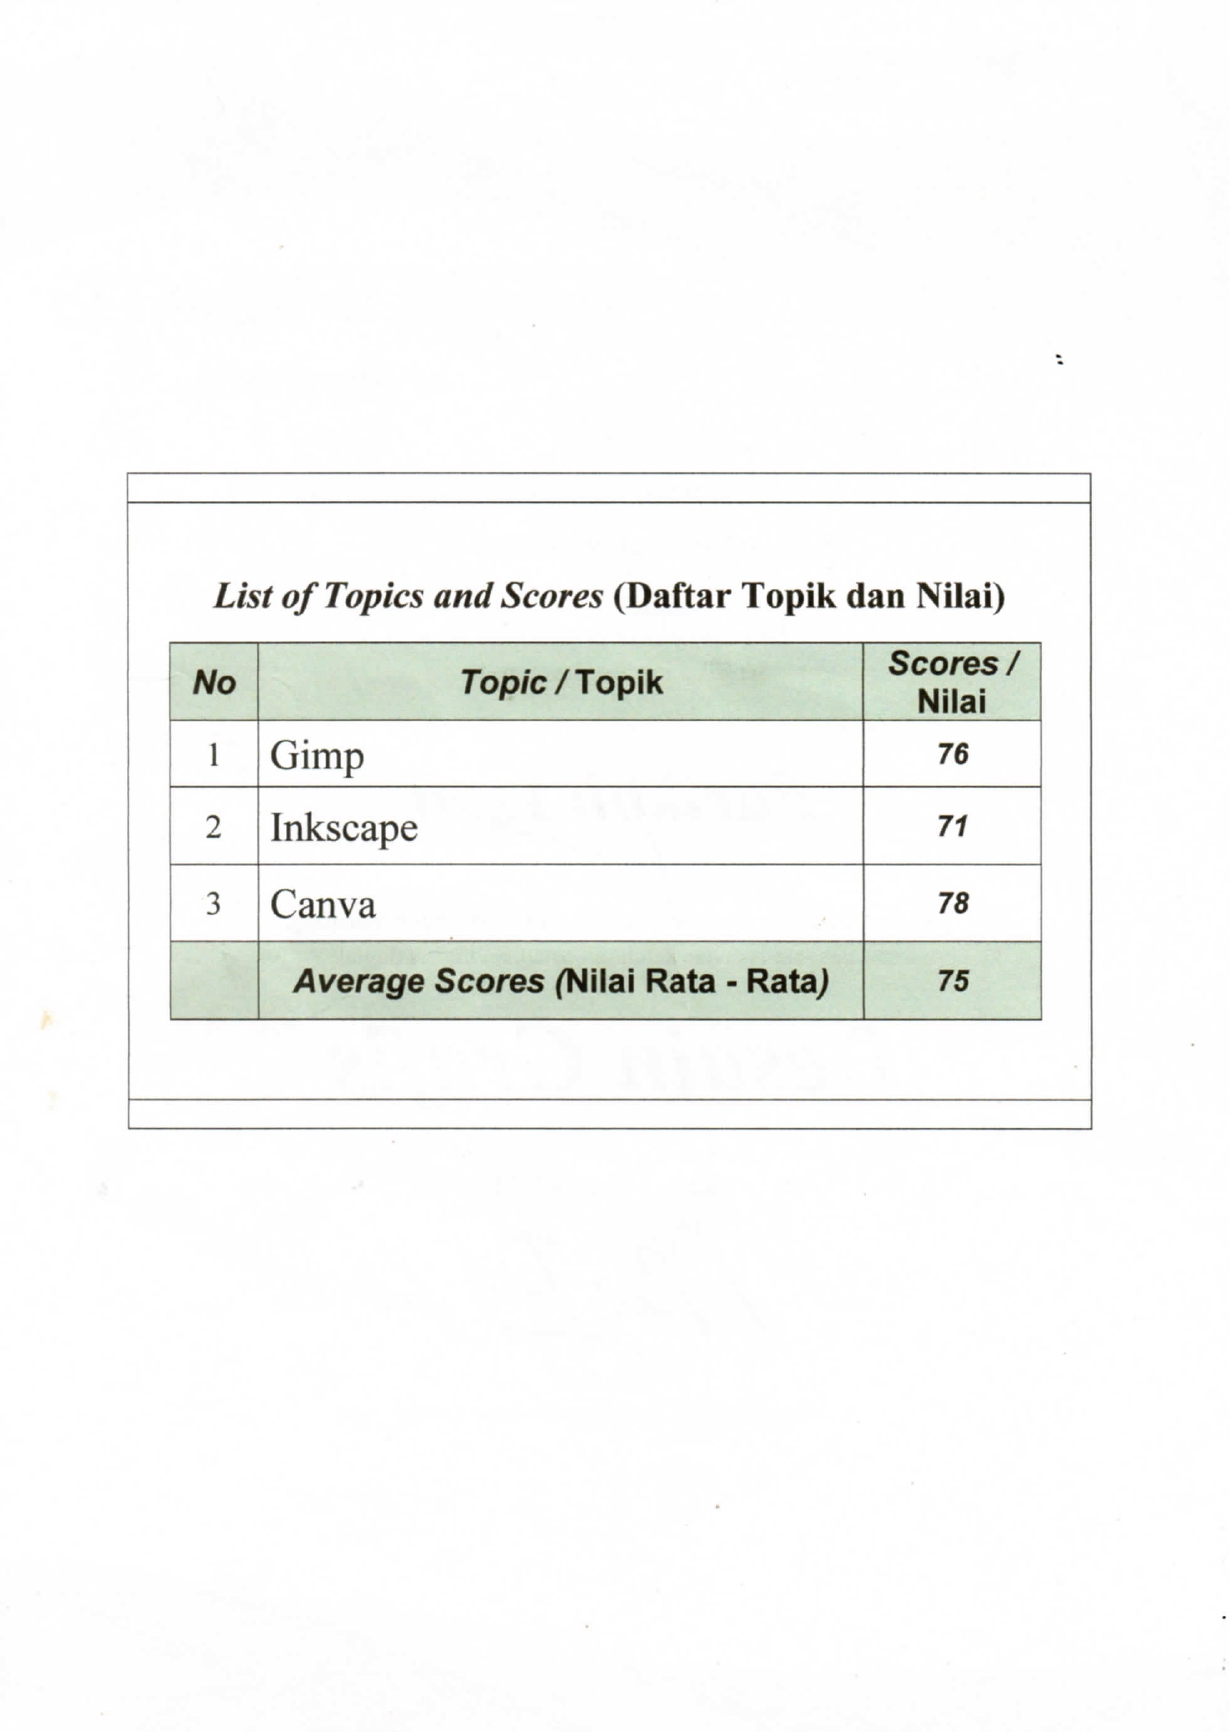 List of Topics and Scores (Daftar Topik dan Nilai)
No Topic / Topik Scores / Nilai
1 Gimp 76
2 Inkscape 71
3 Canva 78
Average Scores (Nilai Rata - Rata) 75